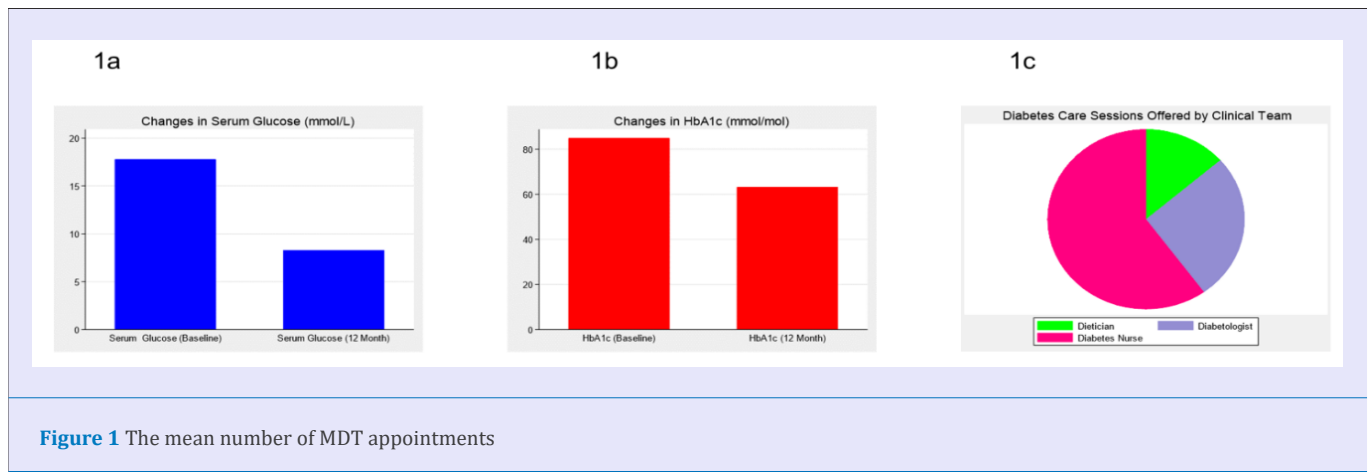 1a
1b
1c
Changes in Serum Glucose (mmol/L)
20
15
10
5
0
Serum Glucose (Baseline)
Serum Glucose (12 Month)
Changes in HbA1c (mmol/mol)
80
60
40
20
0
HbA1c (Baseline)
HbA1c (12 Month)
Diabetes Care Sessions Offered by Clinical Team
Dietician
Diabetologist
Diabetes Nurse
Figure 1 The mean number of MDT appointments